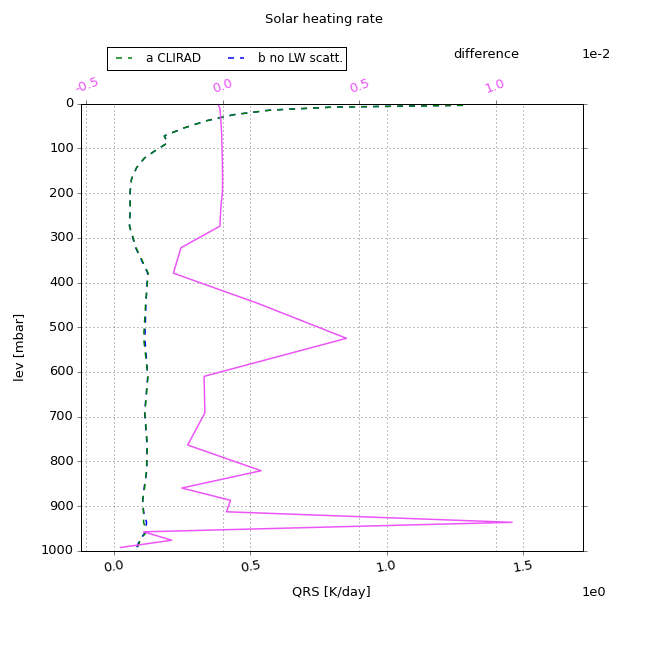 Solar heating rate
a CLIRAD b no LW scatt. difference 1e-2
-0.5 0.0 0.5 1.0
0
100
200
300
400
500
600
700
800
900
1000
lev [mbar]
0.0 0.5 1.0 1.5
QRS [K/day] 1e0